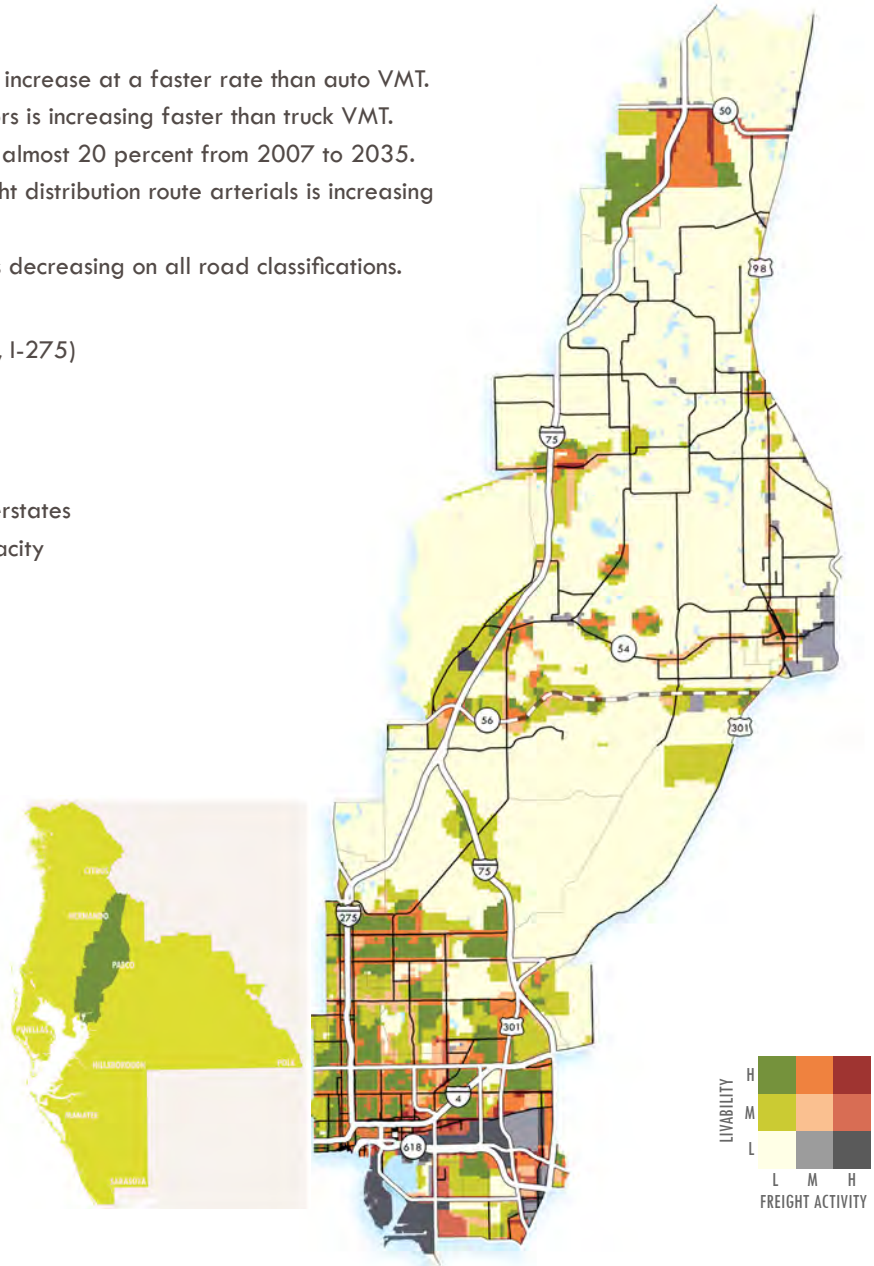 increase at a faster rate than auto VMT.
rs is increasing faster than truck VMT.
almost 20 percent from 2007 to 2035.
ht distribution route arterials is increasing
s decreasing on all road classifications.
, I-275)
erstates
acity
50
98
75
54
56
301
75
275
301
4
618
CITRUS
HERNANDO
PASCO
PINELLAS
HILLSBOROUGH
POLK
MANATEE
SARASOTA
LIVABILITY
H
M
L
L M H
FREIGHT ACTIVITY